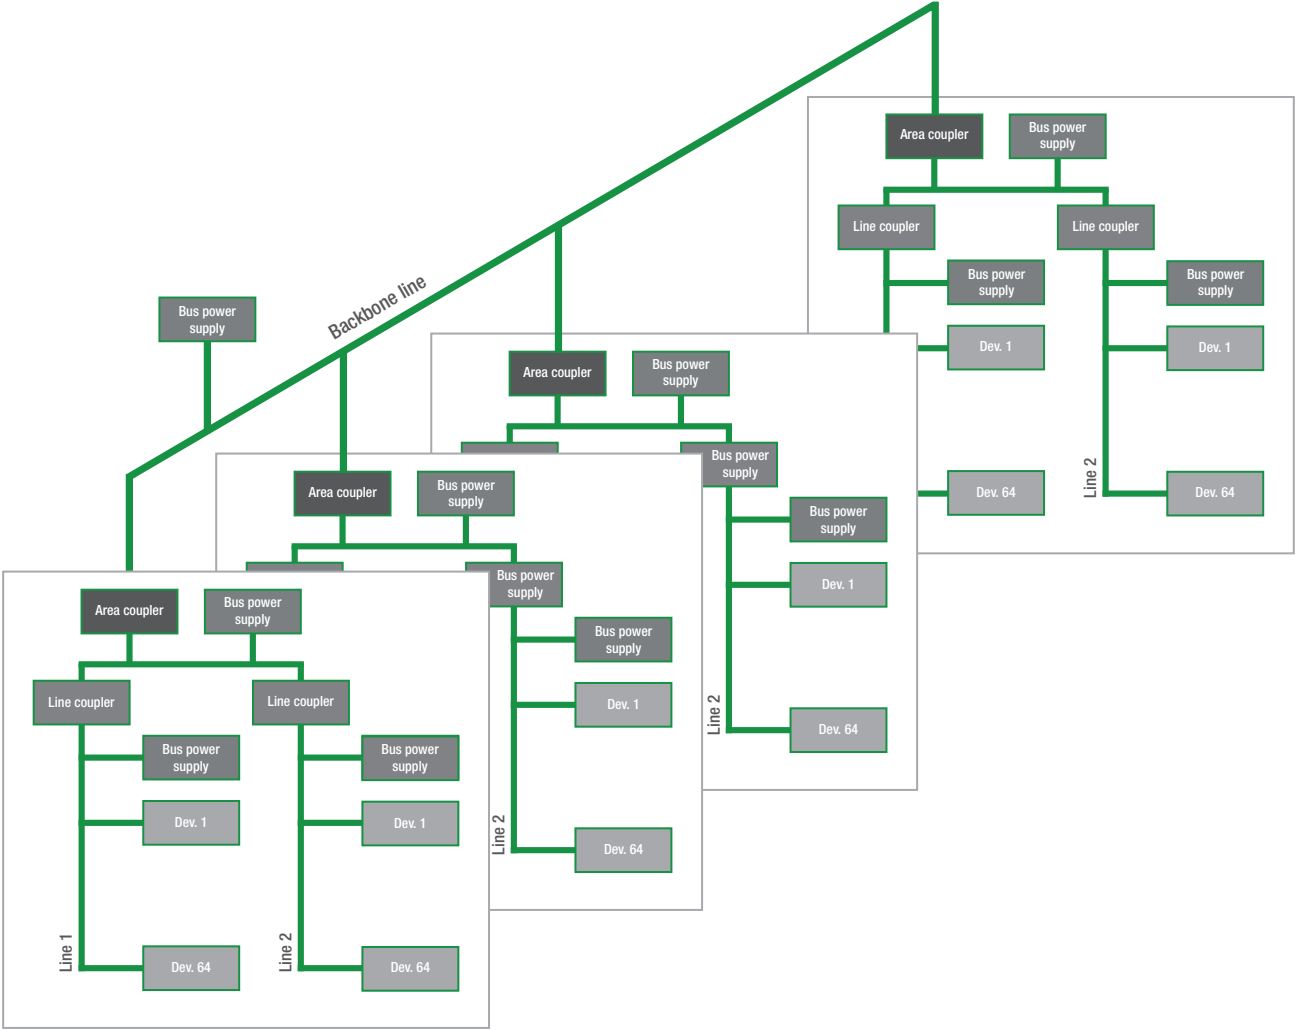 Area coupler
Bus power
supply
Line coupler
Line coupler
Bus power
supply
Bus power
supply
Dev. 1
Dev. 1
Line 2
Dev. 64
Dev. 64
Backbone line
Bus power
supply
Area coupler
Bus power
supply
Bus power
supply
Bus power
supply
Dev. 1
Line 2
Dev. 64
Area coupler
Bus power
supply
Bus power
supply
Bus power
supply
Dev. 1
Line 2
Dev. 64
Area coupler
Bus power
supply
Line coupler
Line coupler
Bus power
supply
Bus power
supply
Dev. 1
Dev. 1
Line 1
Dev. 64
Line 2
Dev. 64